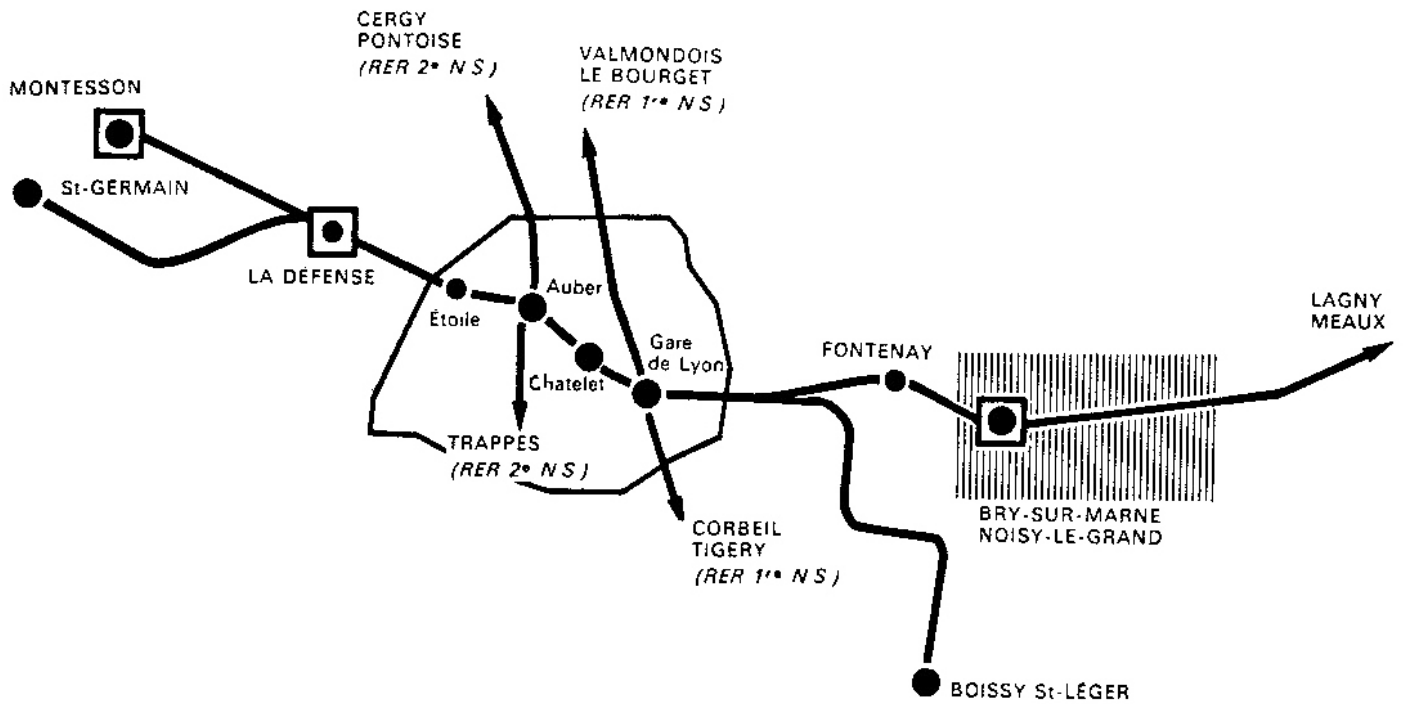 CERGY
PONTOISE
(RER 2e N S)
VALMONDOIS
LE BOURGET
(RER 1re N S)
MONTESSON
St-GERMAIN
LA DÉFENSE
Étoile
Auber
Chatelet
Gare
de Lyon
FONTENAY
LAGNY
MEAUX
TRAPPES
(RER 2e N S)
BRY-SUR-MARNE
NOISY-LE-GRAND
CORBEIL
TIGERY
(RER 1re N S)
BOISSY St-LÉGER